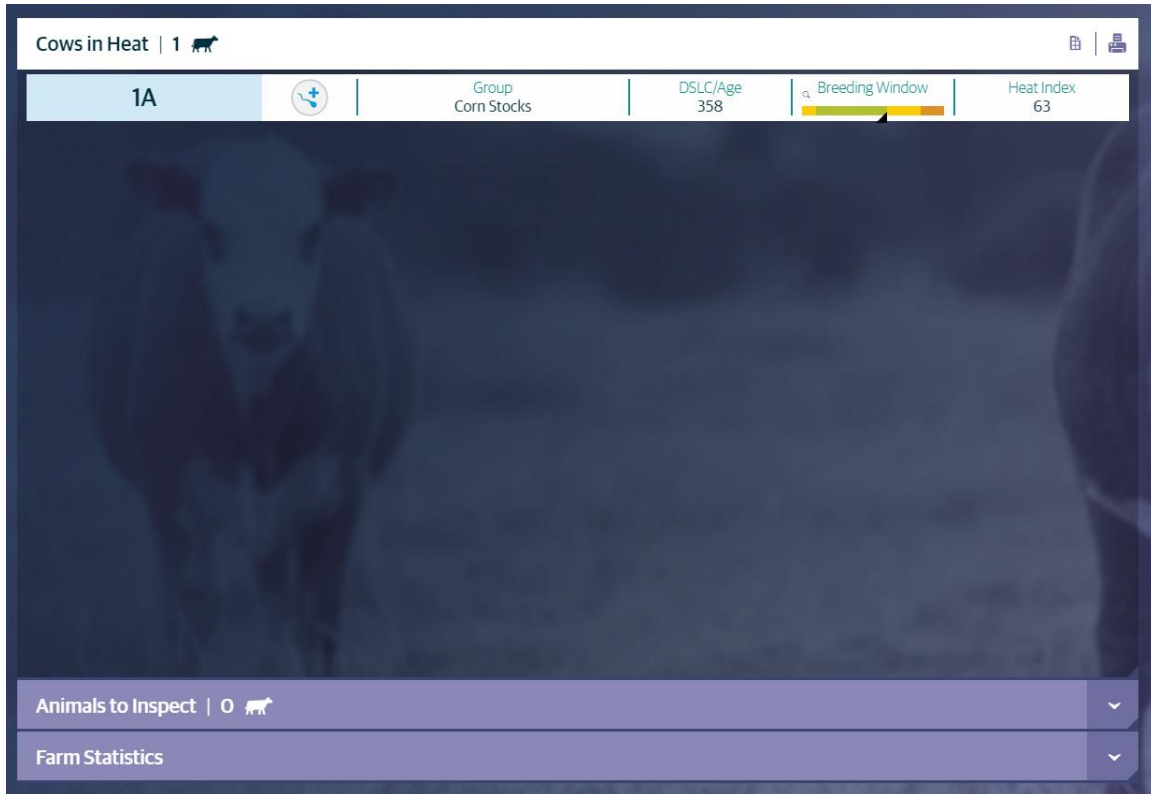 Cows in Heat | 1
1A
Group
Corn Stocks
DSLC/Age
358
Breeding Window
Heat Index
63
Animals to Inspect | 0
Farm Statistics